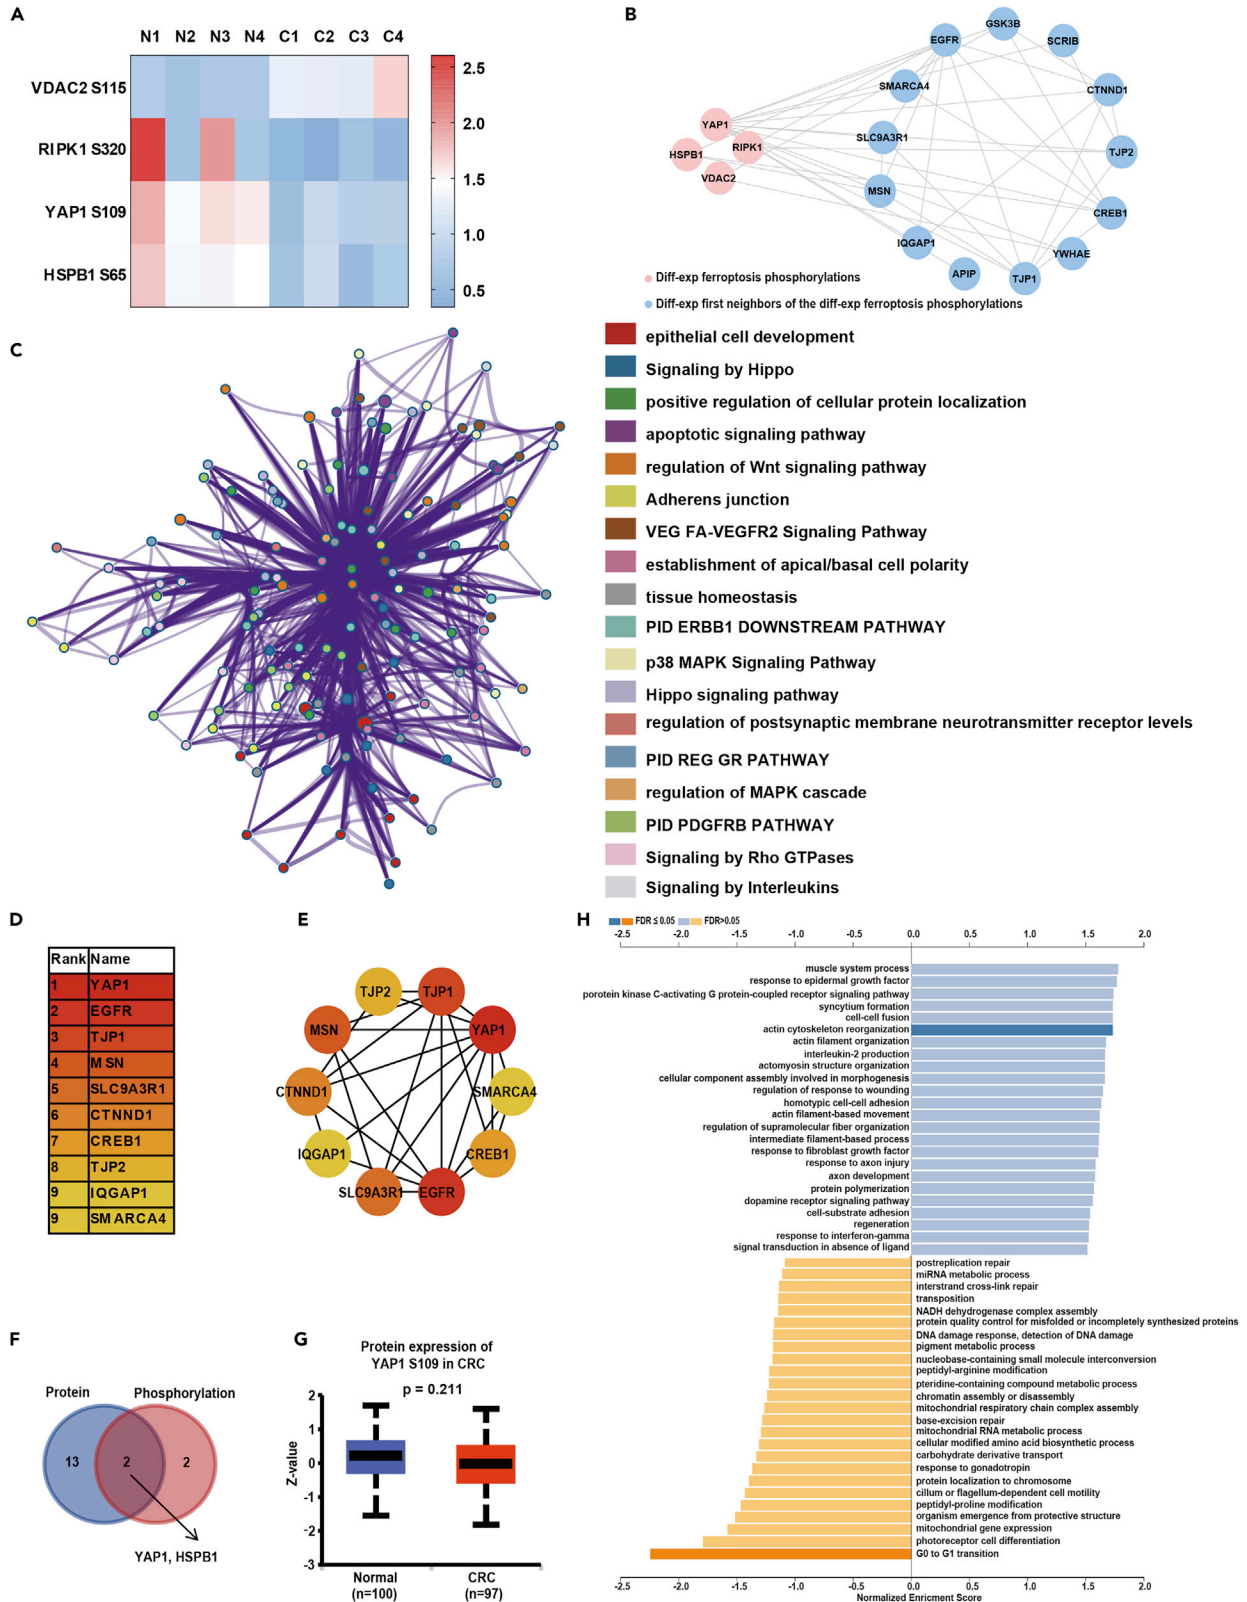 A
N1 N2 N3 N4 C1 C2 C3 C4
VDAC2 S115
RIPK1 S320
YAP1 S109
HSPB1 S65
2.5
2.0
1.5
1.0
0.5
B
GSK3B
EGFR
SCRIB
SMARCA4
CTNND1
YAP1
SLC9A3R1
RIPK1
HSPB1
TJP2
VDAC2
MSN
CREB1
IQGAP1
YWHAE
APIP
TJP1
Diff-exp ferroptosis phosphorylations
Diff-exp first neighbors of the diff-exp ferroptosis phosphorylations
C
epithelial cell development
Signaling by Hippo
positive regulation of cellular protein localization
apoptotic signaling pathway
regulation of Wnt signaling pathway
Adherens junction
VEG FA-VEGFR2 Signaling Pathway
establishment of apical/basal cell polarity
tissue homeostasis
PID ERBB1 DOWNSTREAM PATHWAY
p38 MAPK Signaling Pathway
Hippo signaling pathway
regulation of postsynaptic membrane neurotransmitter receptor levels
PID REG GR PATHWAY
regulation of MAPK cascade
PID PDGFRB PATHWAY
Signaling by Rho GTPases
Signaling by Interleukins
D
Rank Name
1 YAP1
2 EGFR
3 TJP1
4 MSN
5 SLC9A3R1
6 CTNND1
7 CREB1
8 TJP2
9 IQGAP1
9 SMARCA4
E
TJP2
TJP1
MSN
YAP1
CTNND1
SMARCA4
IQGAP1
CREB1
SLC9A3R1
EGFR
F
Protein Phosphorylation
13 2 2
YAP1, HSPB1
G
Protein expression of
YAP1 S109 in CRC
p = 0.211
Z-value
2
1
0
-1
-2
-3
Normal
(n=100)
CRC
(n=97)
H
FDR ≤ 0.05 FDR>0.05
-2.5 -2.0 -1.5 -1.0 -0.5 0.0 0.5 1.0 1.5 2.0
muscle system process
response to epidermal growth factor
porotein kinase C-activating G protein-coupled receptor signaling pathway
syncytium formation
cell-cell fusion
actin cytoskeleton reorganization
actin filament organization
interleukin-2 production
actomyosin structure organization
cellular component assembly involved in morphogenesis
regulation of response to wounding
homotypic cell-cell adhesion
actin filament-based movement
regulation of supramolecular fiber organization
intermediate filament-based process
response to fibroblast growth factor
response to axon injury
axon development
protein polymerization
dopamine receptor signaling pathway
cell-substrate adhesion
regeneration
response to interferon-gamma
signal transduction in absence of ligand
postreplication repair
miRNA metabolic process
interstrand cross-link repair
transposition
NADH dehydrogenase complex assembly
protein quality control for misfolded or incompletely synthesized proteins
DNA damage response, detection of DNA damage
pigment metabolic process
nucleobase-containing small molecule interconversion
peptidyl-arginine modification
pteridine-containing compound metabolic process
chromatin assembly or disassembly
mitochondrial respiratory chain complex assembly
base-excision repair
mitochondrial RNA metabolic process
cellular modified amino acid biosynthetic process
carbohydrate derivative transport
response to gonadotropin
protein localization to chromosome
cillum or flagellum-dependent cell motility
peptidyl-proline modification
organism emergence from protective structure
mitochondrial gene expression
photoreceptor cell differentiation
G0 to G1 transition
-2.5 -2.0 -1.5 -1.0 -0.5 0.0 0.5 1.0 1.5 2.0
Normalized Enricment Score